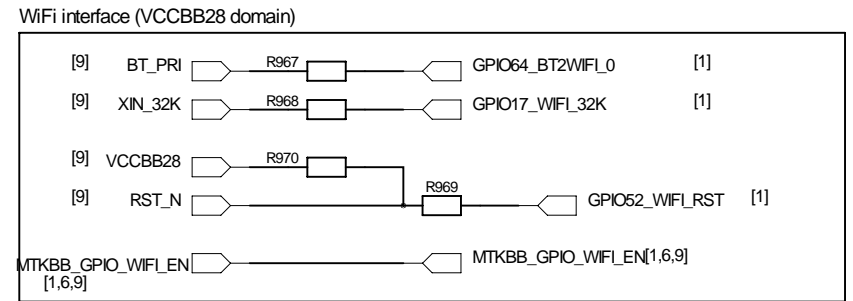 WiFi interface (VCCBB28 domain)
[9] BT_PRI R967 GPIO64_BT2WIFI_0 [1]
[9] XIN_32K R968 GPIO17_WIFI_32K [1]
[9] VCCBB28 R970
[9] RST_N R969 GPIO52_WIFI_RST [1]
MTKBB_GPIO_WIFI_EN MTKBB_GPIO_WIFI_EN[1,6,9]
[1,6,9]